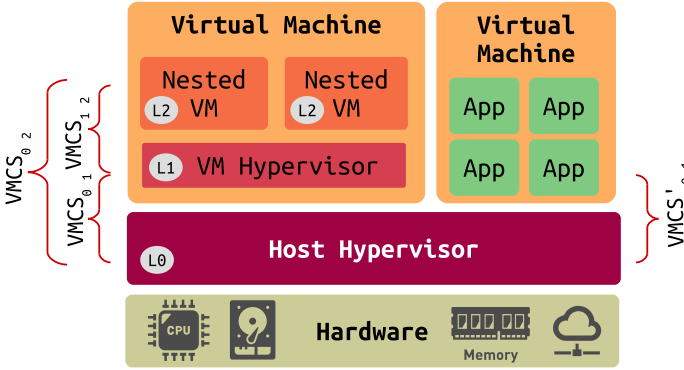 Virtual Machine
Virtual
Machine
Nested
VM
L2
Nested
VM
L2
App
App
App
App
L1
VM Hypervisor
VMCS0 2
VMCS1 2
VMCS0 1
L0
Host Hypervisor
CPU
Hardware
Memory